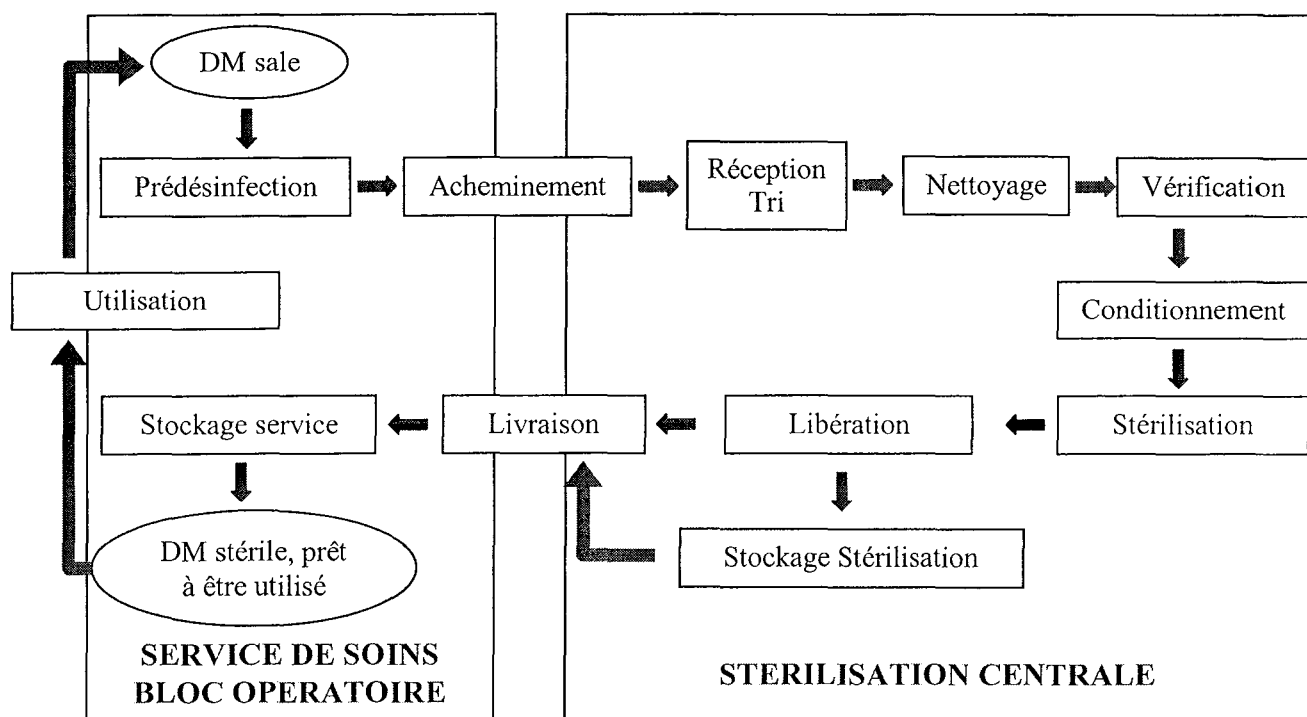 DM sale
Prédésinfection
Acheminement
Réception
Tri
Nettoyage
Vérification
Utilisation
Conditionnement
Stockage service
Livraison
Libération
Stérilisation
DM stérile, prêt
à être utilisé
Stockage Stérilisation
SERVICE DE SOINS
BLOC OPERATOIRE
STERILISATION CENTRALE